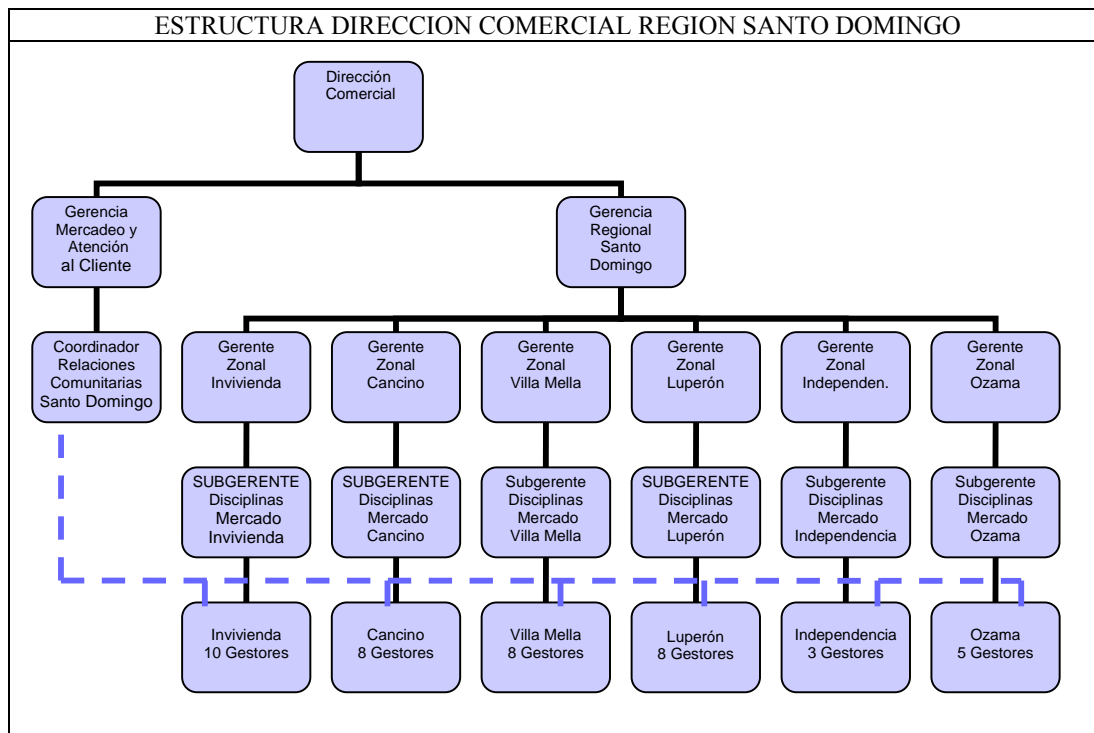 ESTRUCTURA DIRECCION COMERCIAL REGION SANTO DOMINGO
Dirección
Comercial
Gerencia
Mercadeo y
Atención
al Cliente
Gerencia
Regional
Santo
Domingo
Coordinador
Relaciones
Comunitarias
Santo Domingo
Gerente
Zonal
Invivienda
Gerente
Zonal
Cancino
Gerente
Zonal
Villa Mella
Gerente
Zonal
Luperón
Gerente
Zonal
Independen.
Gerente
Zonal
Ozama
SUBGERENTE
Disciplinas
Mercado
Invivienda
SUBGERENTE
Disciplinas
Mercado
Cancino
Subgerente
Disciplinas
Mercado
Villa Mella
SUBGERENTE
Disciplinas
Mercado
Luperón
Subgerente
Disciplinas
Mercado
Independencia
Subgerente
Disciplinas
Mercado
Ozama
Invivienda
10 Gestores
Cancino
8 Gestores
Villa Mella
8 Gestores
Luperón
8 Gestores
Independencia
3 Gestores
Ozama
5 Gestores